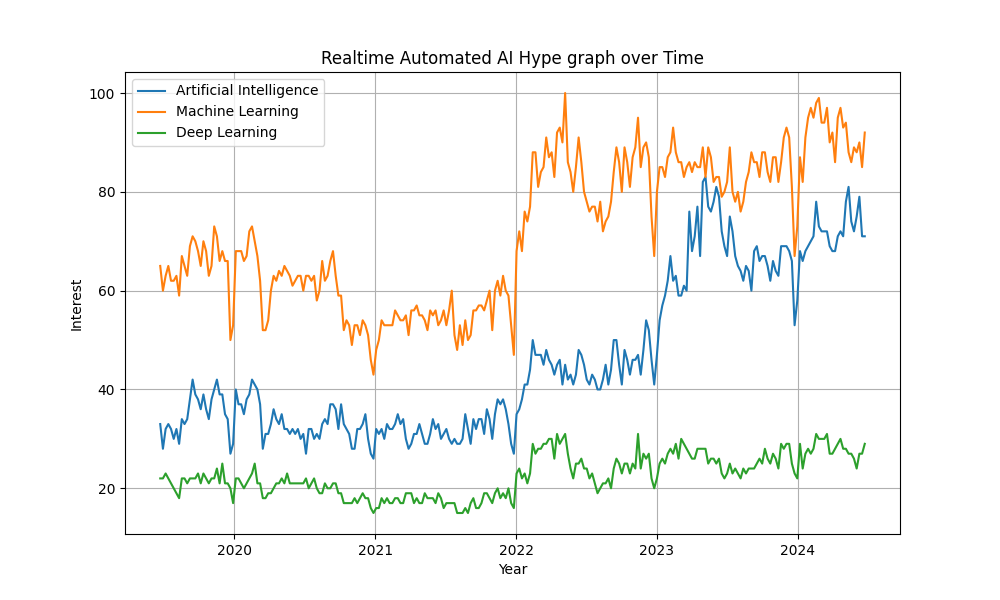 Realtime Automated AI Hype graph over Time
Artificial Intelligence
Machine Learning
Deep Learning
100
80
60
40
20
Interest
2020 2021 2022 2023 2024
Year